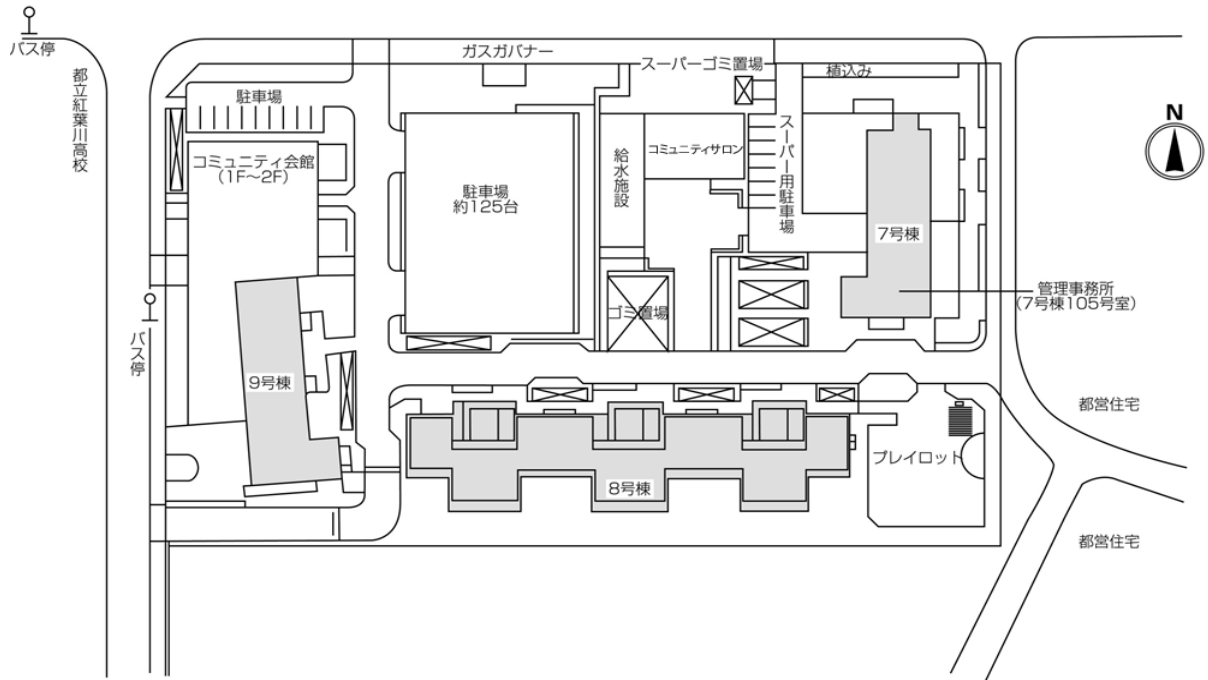 バス停
都立紅葉川高校
ガスガバナー
スーパーゴミ置場
植込み
駐車場
N
コミュニティ会館
（1F～2F）
駐車場
約125台
給水施設
コミュニティサロン
スーパー用駐車場
7号棟
管理事務所
（7号棟105号室）
ゴミ置場
バス停
9号棟
都営住宅
プレイロット
8号棟
都営住宅